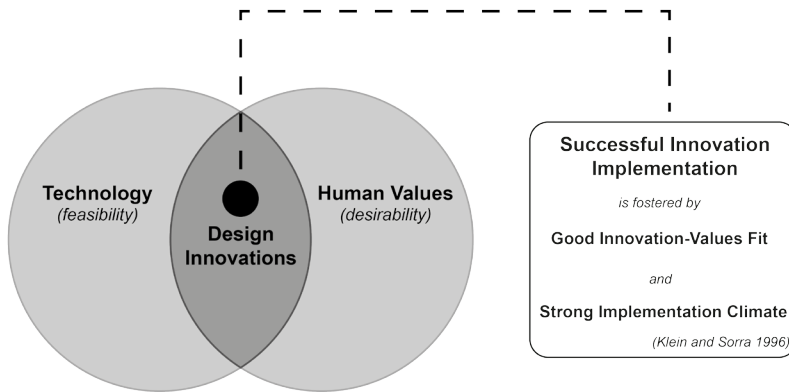 Technology
(feasibility)
Human Values
(desirability)
Design
Innovations
Successful Innovation
Implementation
is fostered by
Good Innovation-Values Fit
and
Strong Implementation Climate
(Klein and Sorra 1996)